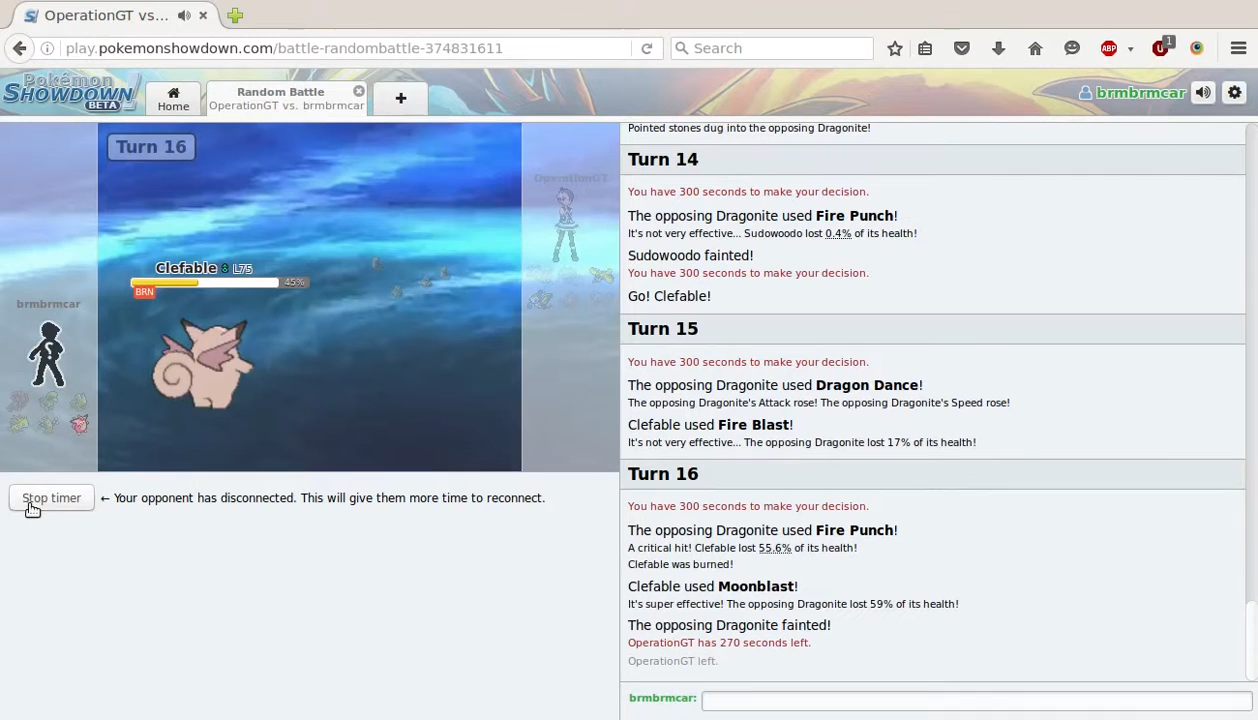 OperationGT vs...
play.pokemonshowdown.com/battle-randombattle-374831611
Search
ABP
1
Pokémon
Showdown
BETA
Home
Random Battle
OperationGT vs. brmbrmcar
brmbrmcar
Turn 16
OperationGT
Clefable L75
45%
BRN
brmbrmcar
Stop timer
← Your opponent has disconnected. This will give them more time to reconnect.
Pointed stones dug into the opposing Dragonite!
Turn 14
You have 300 seconds to make your decision.
The opposing Dragonite used Fire Punch!
It's not very effective... Sudowoodo lost 0.4% of its health!
Sudowoodo fainted!
You have 300 seconds to make your decision.
Go! Clefable!
Turn 15
You have 300 seconds to make your decision.
The opposing Dragonite used Dragon Dance!
The opposing Dragonite's Attack rose! The opposing Dragonite's Speed rose!
Clefable used Fire Blast!
It's not very effective... The opposing Dragonite lost 17% of its health!
Turn 16
You have 300 seconds to make your decision.
The opposing Dragonite used Fire Punch!
A critical hit! Clefable lost 55.6% of its health!
Clefable was burned!
Clefable used Moonblast!
It's super effective! The opposing Dragonite lost 59% of its health!
The opposing Dragonite fainted!
OperationGT has 270 seconds left.
OperationGT left.
brmbrmcar: